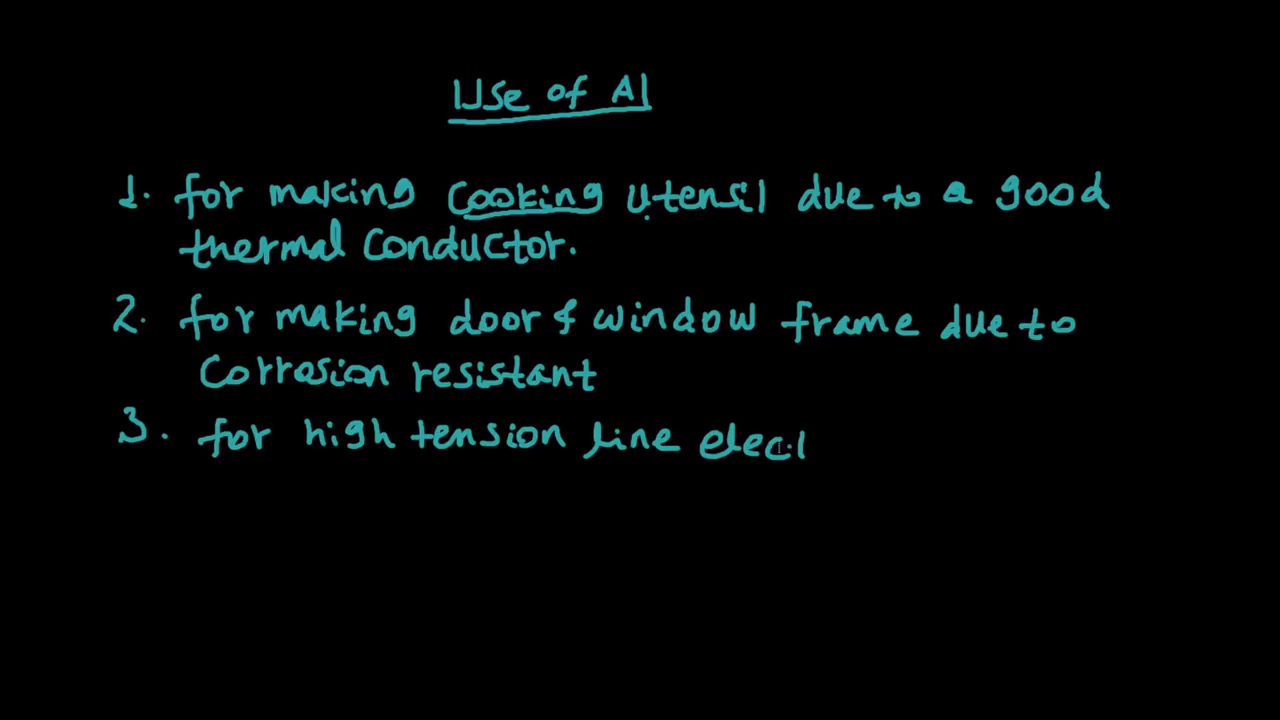 Use of Al
1. for making cooking utensil due to a good
thermal conductor.
2. for making door & window frame due to
Corrosion resistant
3. for high tension line